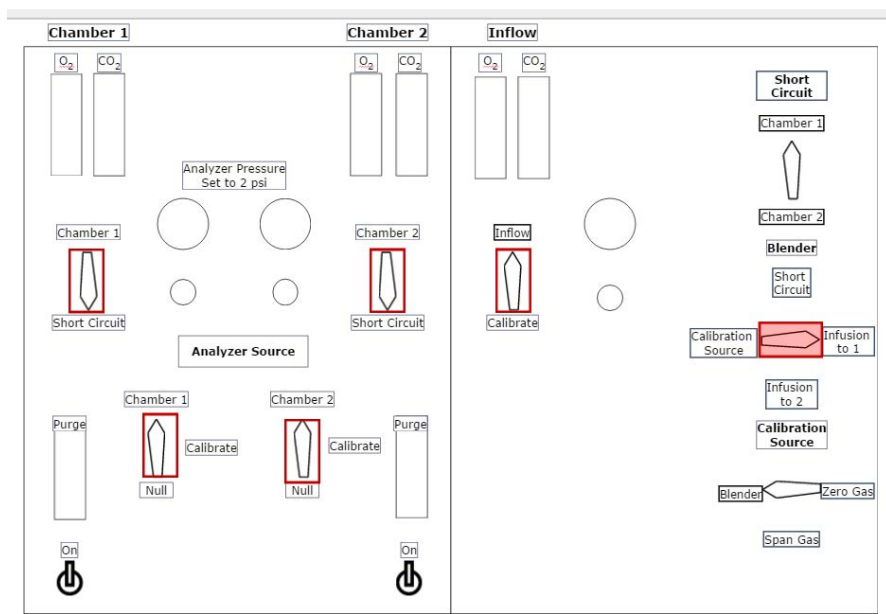 Chamber 1
Chamber 2
Inflow
O2
CO2
O2
CO2
O2
CO2
Short
Circuit
Chamber 1
Analyzer Pressure
Set to 2 psi
Chamber 2
Chamber 1
Chamber 2
Inflow
Blender
Short
Circuit
Short Circuit
Short Circuit
Calibrate
Calibration
Source
Infusion
to 1
Analyzer Source
Infusion
to 2
Chamber 1
Chamber 2
Purge
Purge
Calibration
Source
Calibrate
Calibrate
Null
Null
Blender
Zero Gas
Span Gas
On
On